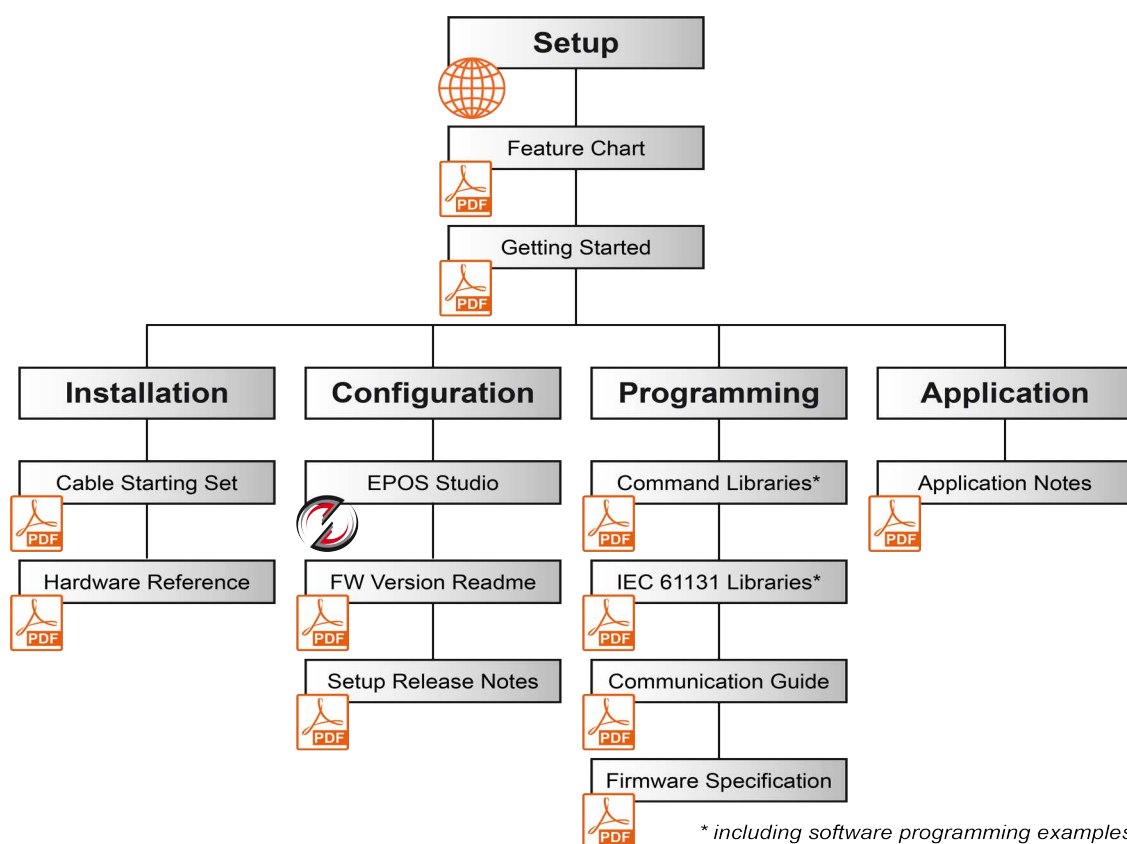 Setup
Feature Chart
PDF
Getting Started
PDF
Installation
Configuration
Programming
Application
Cable Starting Set
PDF
Hardware Reference
PDF
EPOS Studio
FW Version Readme
PDF
Setup Release Notes
PDF
Command Libraries*
PDF
IEC 61131 Libraries*
PDF
Communication Guide
PDF
Firmware Specification
PDF
Application Notes
PDF
* including software programming examples